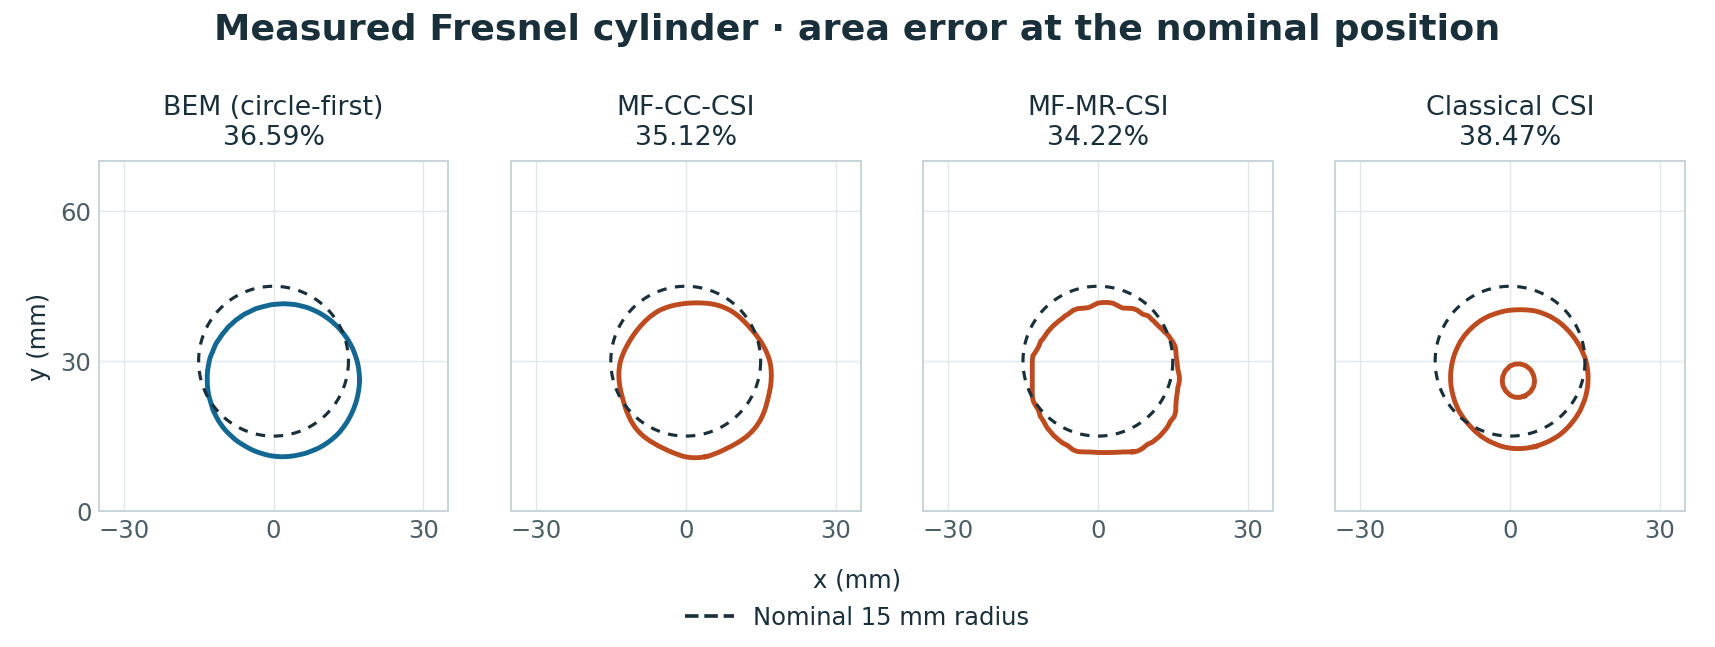 Measured Fresnel cylinder · area error at the nominal position
BEM (circle-first)
36.59%
MF-CC-CSI
35.12%
MF-MR-CSI
34.22%
Classical CSI
38.47%
y (mm)
60
30
0
−30 0 30
−30 0 30
−30 0 30
−30 0 30
x (mm)
Nominal 15 mm radius